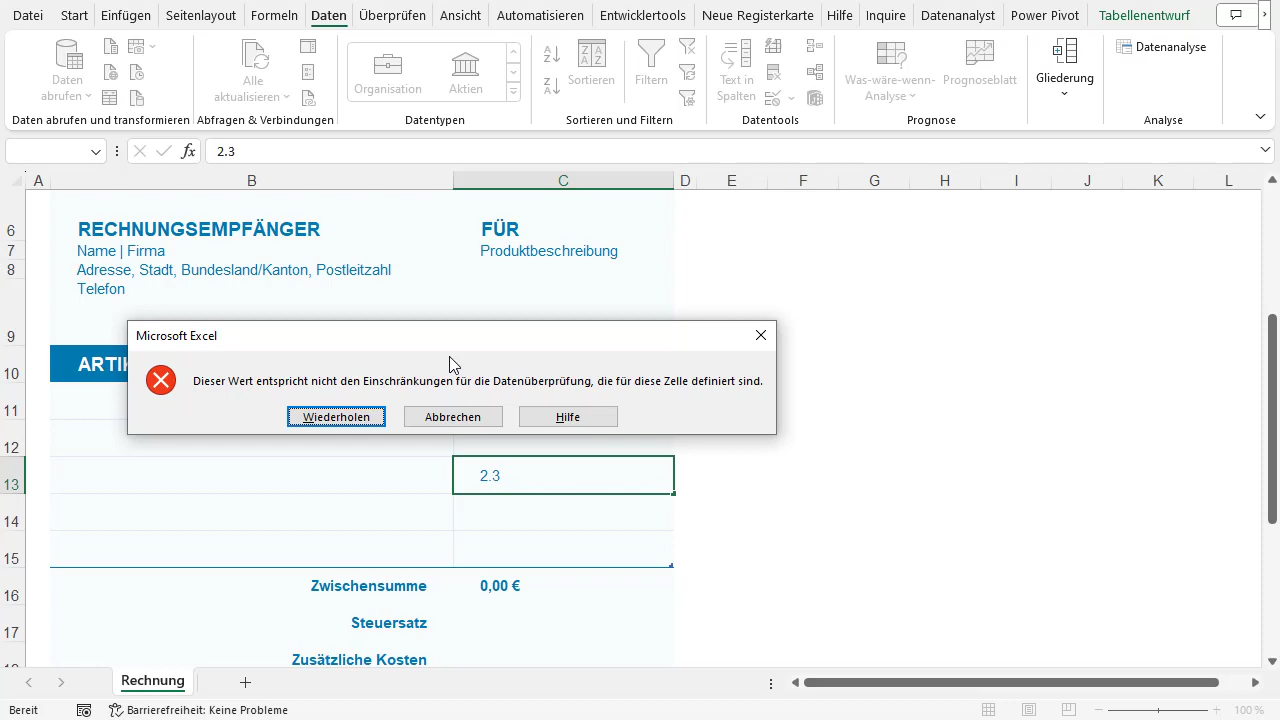 Datei Start Einfügen Seitenlayout Formeln Daten Überprüfen Ansicht Automatisieren Entwicklertools Neue Registerkarte Hilfe Inquire Datenanalyst Power Pivot Tabellenentwurf
Daten abrufen
Alle aktualisieren
Organisation
Aktien
Sortieren
Filtern
Text in Spalten
Was-wäre-wenn-Analyse
Prognoseblatt
Gliederung
Datenanalyse
Daten abrufen und transformieren
Abfragen & Verbindungen
Datentypen
Sortieren und Filtern
Datentools
Prognose
Analyse
fx 2.3
A B C D E F G H I J K L
6 RECHNUNGSEMPFÄNGER FÜR
7 Name | Firma Produktbeschreibung
8 Adresse, Stadt, Bundesland/Kanton, Postleitzahl
Telefon
9
Microsoft Excel
10 ARTIK
Dieser Wert entspricht nicht den Einschränkungen für die Datenüberprüfung, die für diese Zelle definiert sind.
11
Wiederholen Abbrechen Hilfe
12
13 2.3
14
15
16 Zwischensumme 0,00 €
17 Steuersatz
Zusätzliche Kosten
Rechnung
Bereit Barrierefreiheit: Keine Probleme 100 %